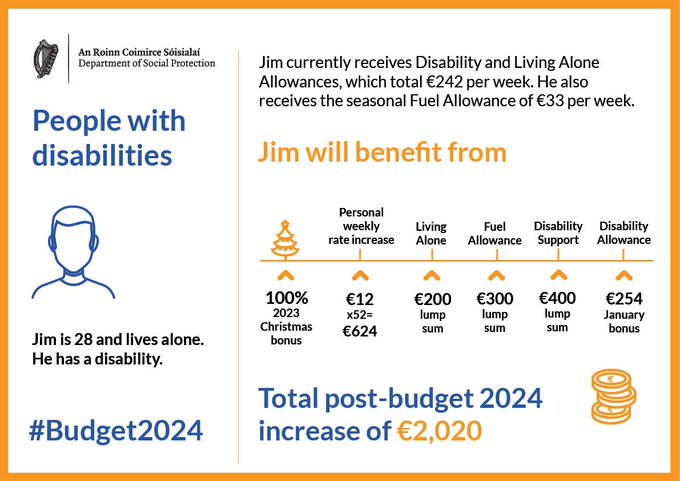 An Roinn Coimirce Sóisialaí
Department of Social Protection
People with
disabilities
Jim is 28 and lives alone.
He has a disability.
#Budget2024
Jim currently receives Disability and Living Alone
Allowances, which total €242 per week. He also
receives the seasonal Fuel Allowance of €33 per week.
Jim will benefit from
100%
2023
Christmas
bonus
Personal
weekly
rate increase
€12
x52=
€624
Living
Alone
€200
lump
sum
Fuel
Allowance
€300
lump
sum
Disability
Support
€400
lump
sum
Disability
Allowance
€254
January
bonus
Total post-budget 2024
increase of €2,020
€
€